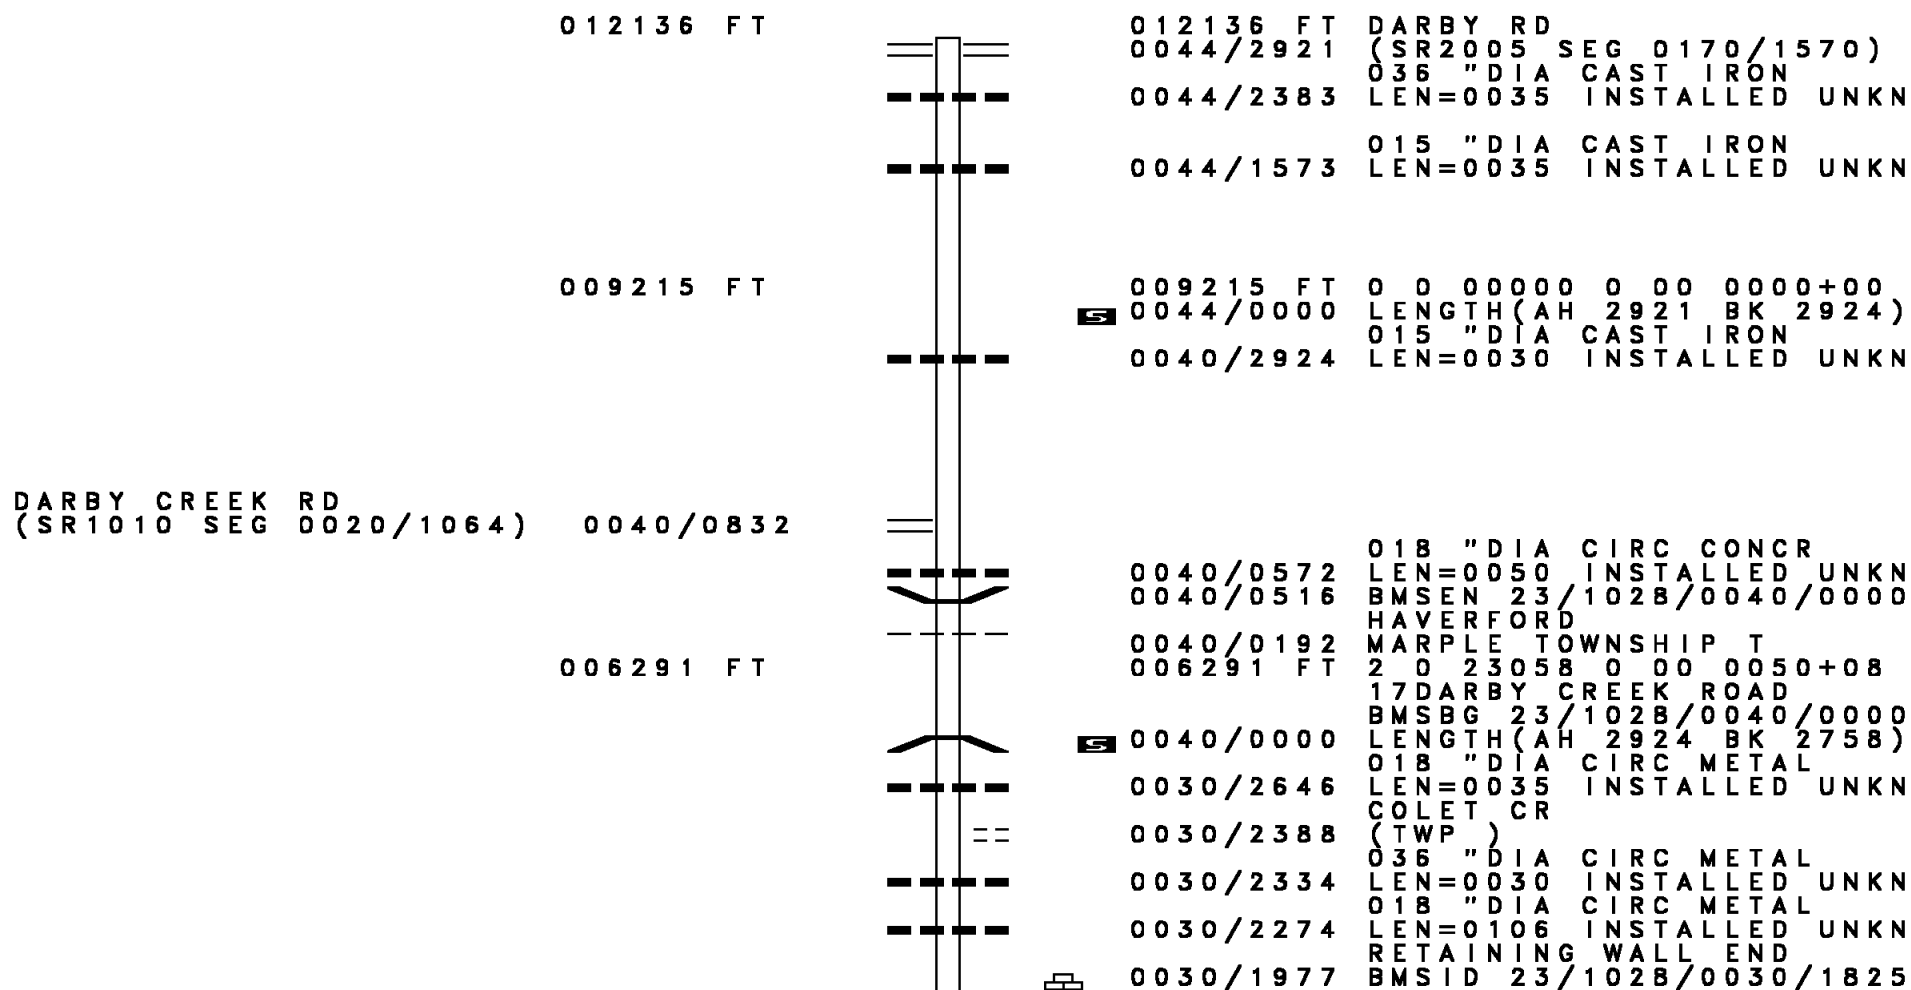 012136 FT 012136 FT DARBY RD
0044/2921 (SR2005 SEG 0170/1570)
036 "DIA CAST IRON
0044/2383 LEN=0035 INSTALLED UNKN
015 "DIA CAST IRON
0044/1573 LEN=0035 INSTALLED UNKN
009215 FT 009215 FT 0 0 00000 0 00 0000+00
S 0044/0000 LENGTH(AH 2921 BK 2924)
015 "DIA CAST IRON
0040/2924 LEN=0030 INSTALLED UNKN
DARBY CREEK RD
(SR1010 SEG 0020/1064) 0040/0832
018 "DIA CIRC CONCR
0040/0572 LEN=0050 INSTALLED UNKN
0040/0516 BMSEN 23/1028/0040/0000
HAVERFORD
0040/0192 MARPLE TOWNSHIP T
006291 FT 006291 FT 2 0 23058 0 00 0050+08
17DARBY CREEK ROAD
BMSBG 23/1028/0040/0000
S 0040/0000 LENGTH(AH 2924 BK 2758)
018 "DIA CIRC METAL
0030/2646 LEN=0035 INSTALLED UNKN
COLET CR
0030/2388 (TWP )
036 "DIA CIRC METAL
0030/2334 LEN=0030 INSTALLED UNKN
018 "DIA CIRC METAL
0030/2274 LEN=0106 INSTALLED UNKN
RETAINING WALL END
0030/1977 BMSID 23/1028/0030/1825